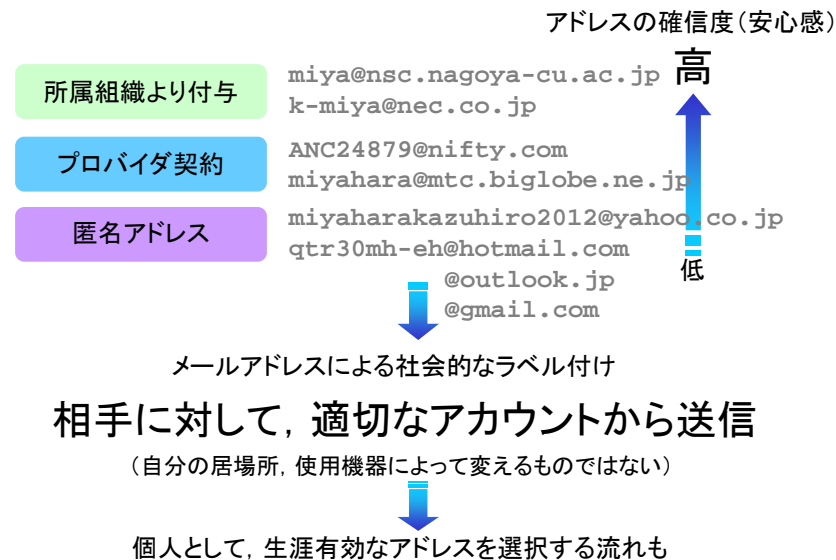 アドレスの確信度(安心感)
高
所属組織より付与
miya@nsc.nagoya-cu.ac.jp
k-miya@nec.co.jp
プロバイダ契約
ANC24879@nifty.com
miyahara@mtc.biglobe.ne.jp
匿名アドレス
miyaharakazuhiro2012@yahoo.co.jp
qtr30mh-eh@hotmail.com
@outlook.jp
@gmail.com
低
メールアドレスによる社会的なラベル付け
相手に対して,適切なアカウントから送信
(自分の居場所,使用機器によって変えるものではない)
個人として,生涯有効なアドレスを選択する流れも